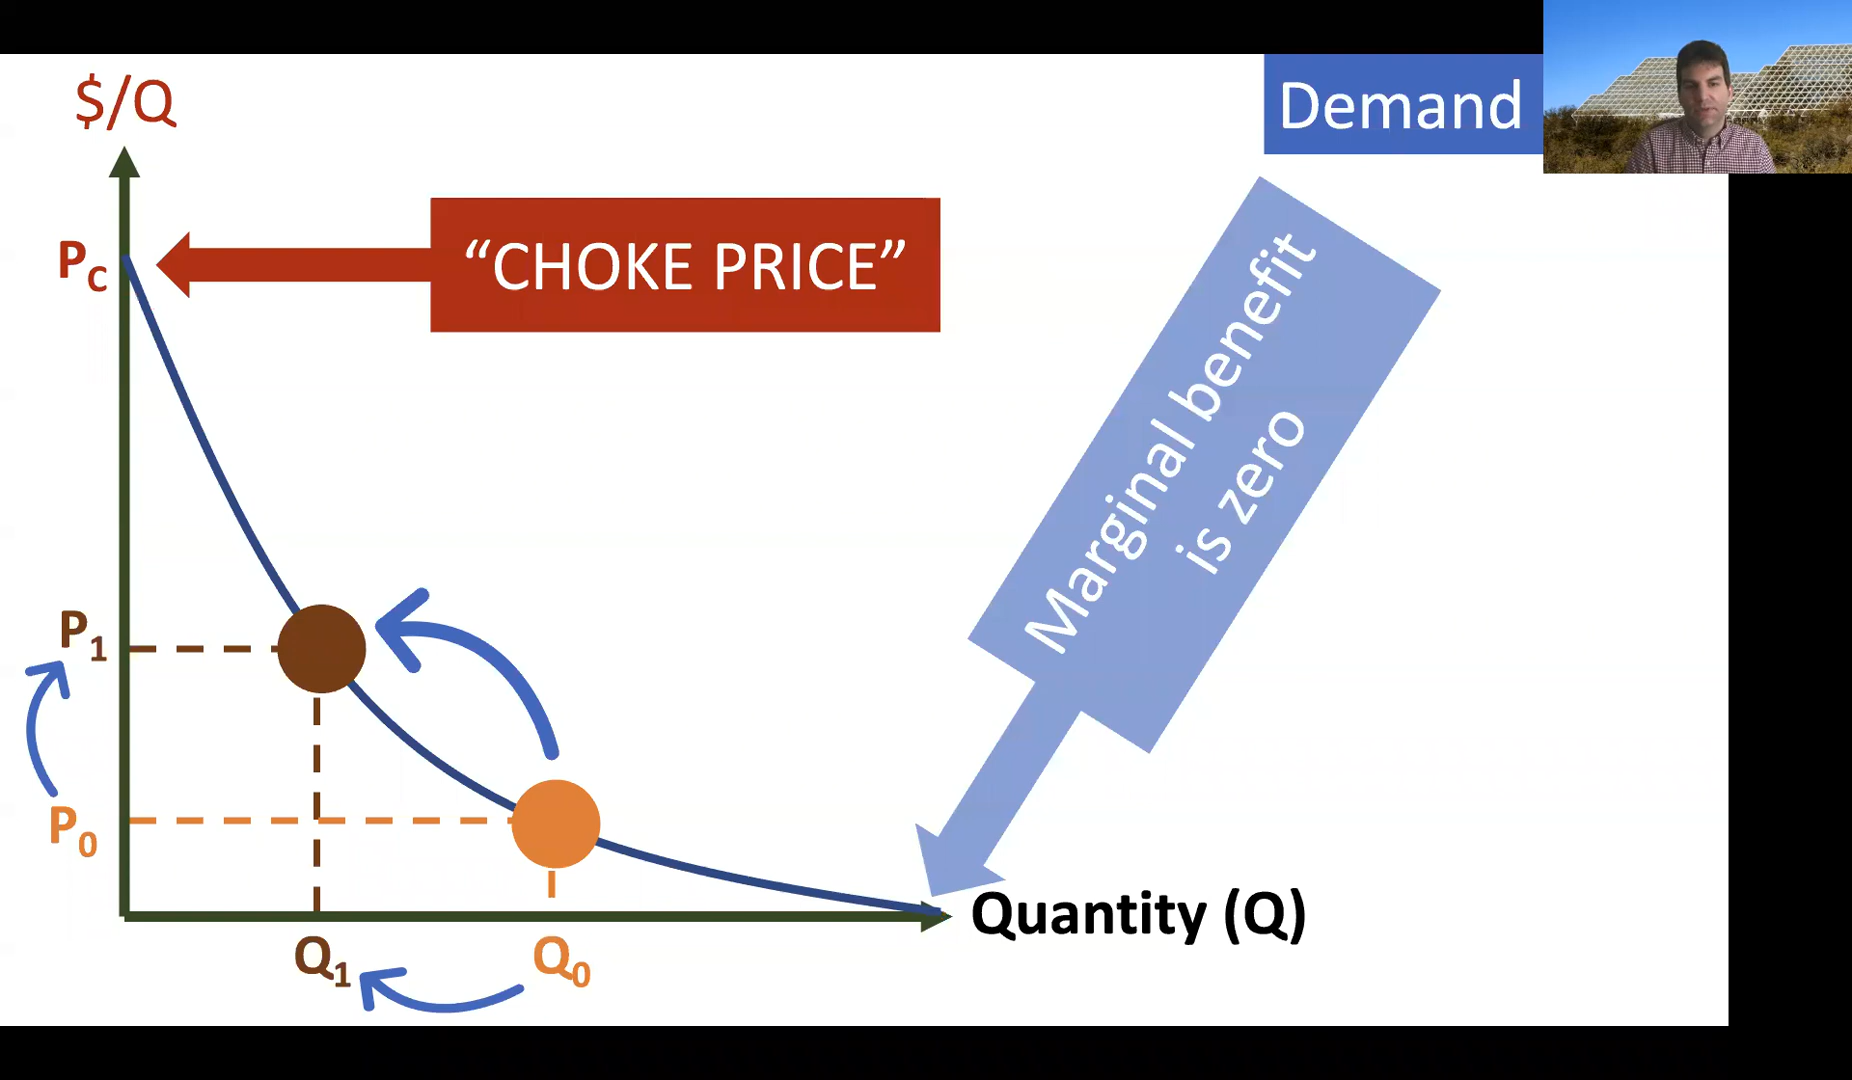 $/Q
Demand
P_C
“CHOKE PRICE”
Marginal benefit
is zero
P_1
P_0
Quantity (Q)
Q_1
Q_0